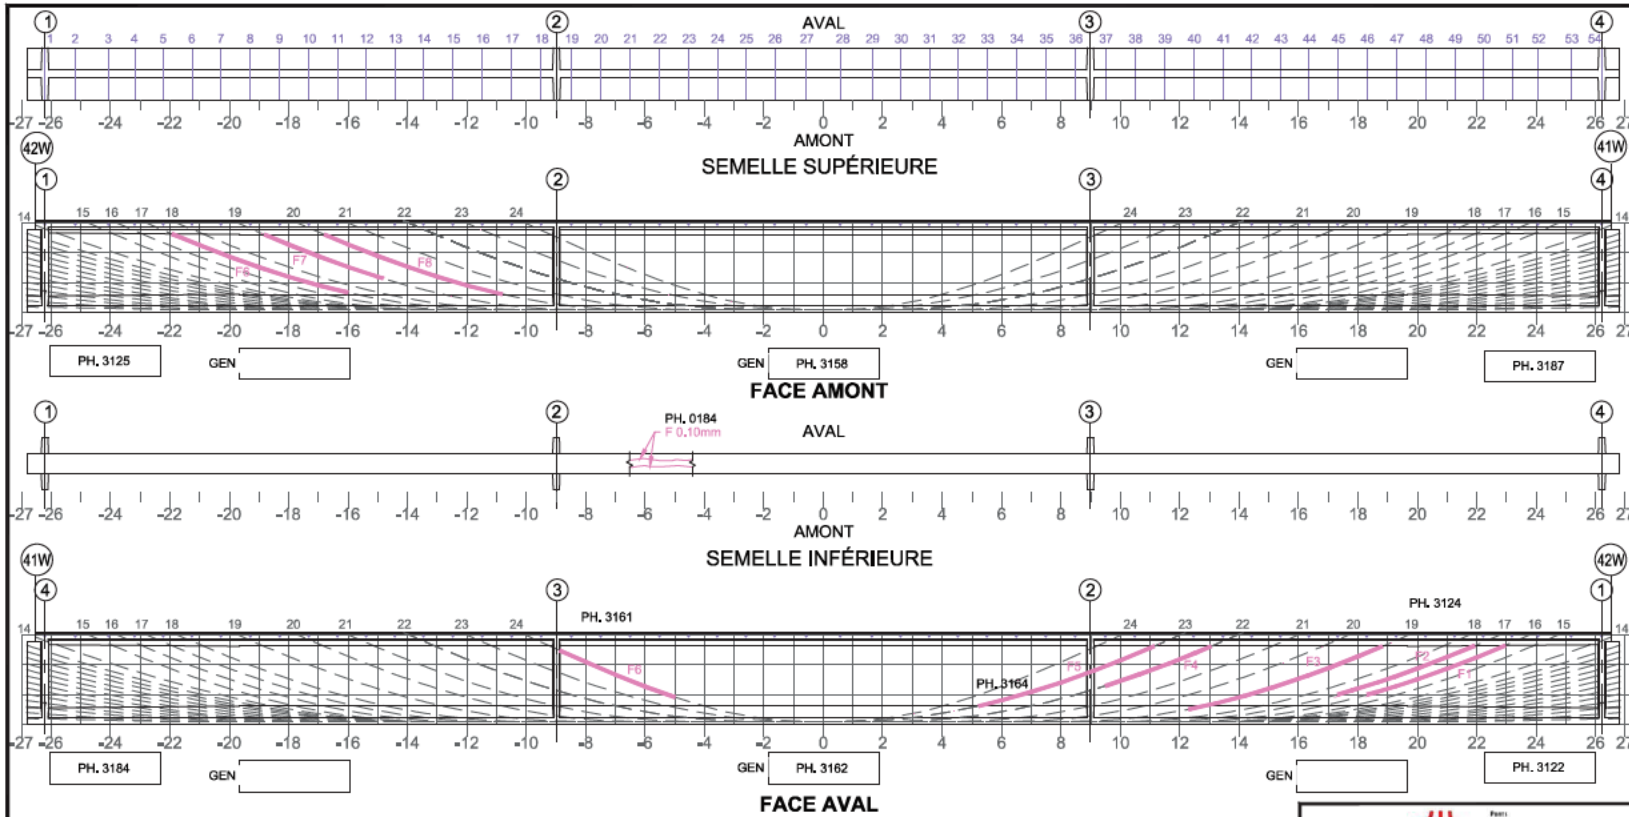 AVAL
1 2 3 4
1 2 3 4 5 6 7 8 9 10 11 12 13 14 15 16 17 18 19 20 21 22 23 24 25 26 27 28 29 30 31 32 33 34 35 36 37 38 39 40 41 42 43 44 45 46 47 48 49 50 51 52 53 54
-27 -26 -24 -22 -20 -18 -16 -14 -12 -10 -8 -6 -4 -2 0 2 4 6 8 10 12 14 16 18 20 22 24 26 27
AMONT
SEMELLE SUPÉRIEURE
42W 41W
1 2 3 4
14 15 16 17 18 19 20 21 22 23 24 24 23 22 21 20 19 18 17 16 15 14
F6 F7 F8
-27 -26 -24 -22 -20 -18 -16 -14 -12 -10 -8 -6 -4 -2 0 2 4 6 8 10 12 14 16 18 20 22 24 26 27
PH. 3125 GEN GEN PH. 3158 GEN PH. 3187
FACE AMONT
1 2 3 4
PH. 0184
F 0.10mm
AVAL
-27 -26 -24 -22 -20 -18 -16 -14 -12 -10 -8 -6 -4 -2 0 2 4 6 8 10 12 14 16 18 20 22 24 26 27
AMONT
SEMELLE INFÉRIEURE
41W 42W
4 3 2 1
PH. 3161 PH. 3124
14 15 16 17 18 19 20 21 22 23 24 24 23 22 21 20 19 18 17 16 15 14
F6 F5 F4 F3 F2 F1
PH. 3164
-27 -26 -24 -22 -20 -18 -16 -14 -12 -10 -8 -6 -4 -2 0 2 4 6 8 10 12 14 16 18 20 22 24 26 27
PH. 3184 GEN GEN PH. 3162 GEN PH. 3122
FACE AVAL